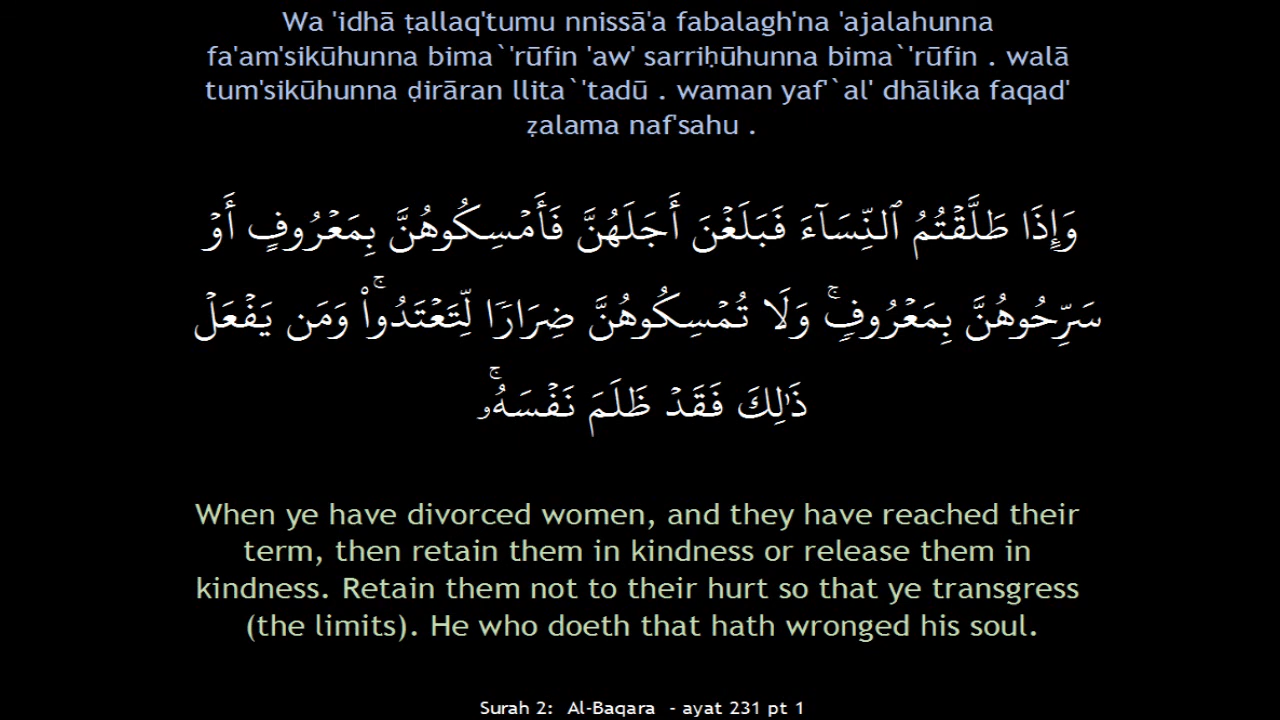 Wa 'idhā ṭallaq'tumu nnissā'a fabalagh'na 'ajalahunna
fa'am'sikūhunna bima`'rūfin 'aw' sarriḥūhunna bima`'rūfin . walā
tum'sikūhunna ḍirāran llita`'tadū . waman yaf'`al' dhālika faqad'
ẓalama naf'sahu .
وَإِذَا طَلَّقْتُمُ ٱلنِّسَآءَ فَبَلَغْنَ أَجَلَهُنَّ فَأَمْسِكُوهُنَّ بِمَعْرُوفٍ أَوْ
سَرِّحُوهُنَّ بِمَعْرُوفٍۚ وَلَا تُمْسِكُوهُنَّ ضِرَارًا لِّتَعْتَدُوا۟ۚ وَمَن يَفْعَلْ
ذَٰلِكَ فَقَدْ ظَلَمَ نَفْسَهُۥۚ
When ye have divorced women, and they have reached their
term, then retain them in kindness or release them in
kindness. Retain them not to their hurt so that ye transgress
(the limits). He who doeth that hath wronged his soul.
Surah 2: Al-Baqara - ayat 231 pt 1